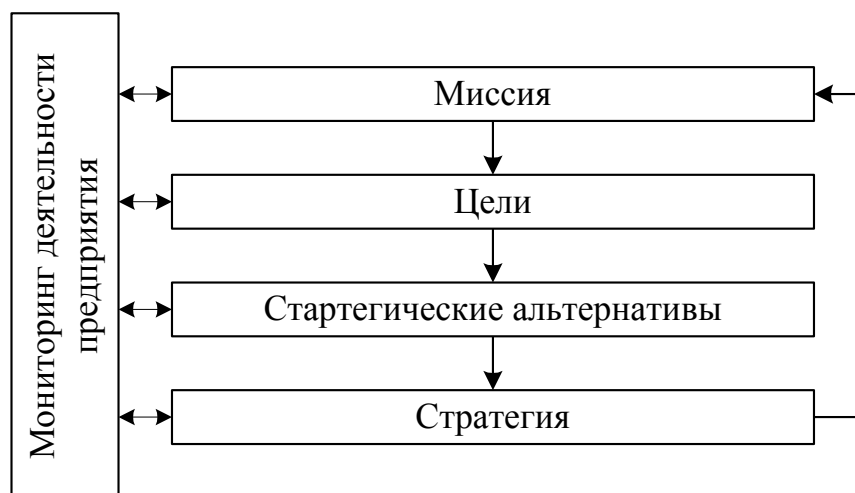 Мониторинг деятельности
предприятия
Миссия
Цели
Стартегические альтернативы
Стратегия